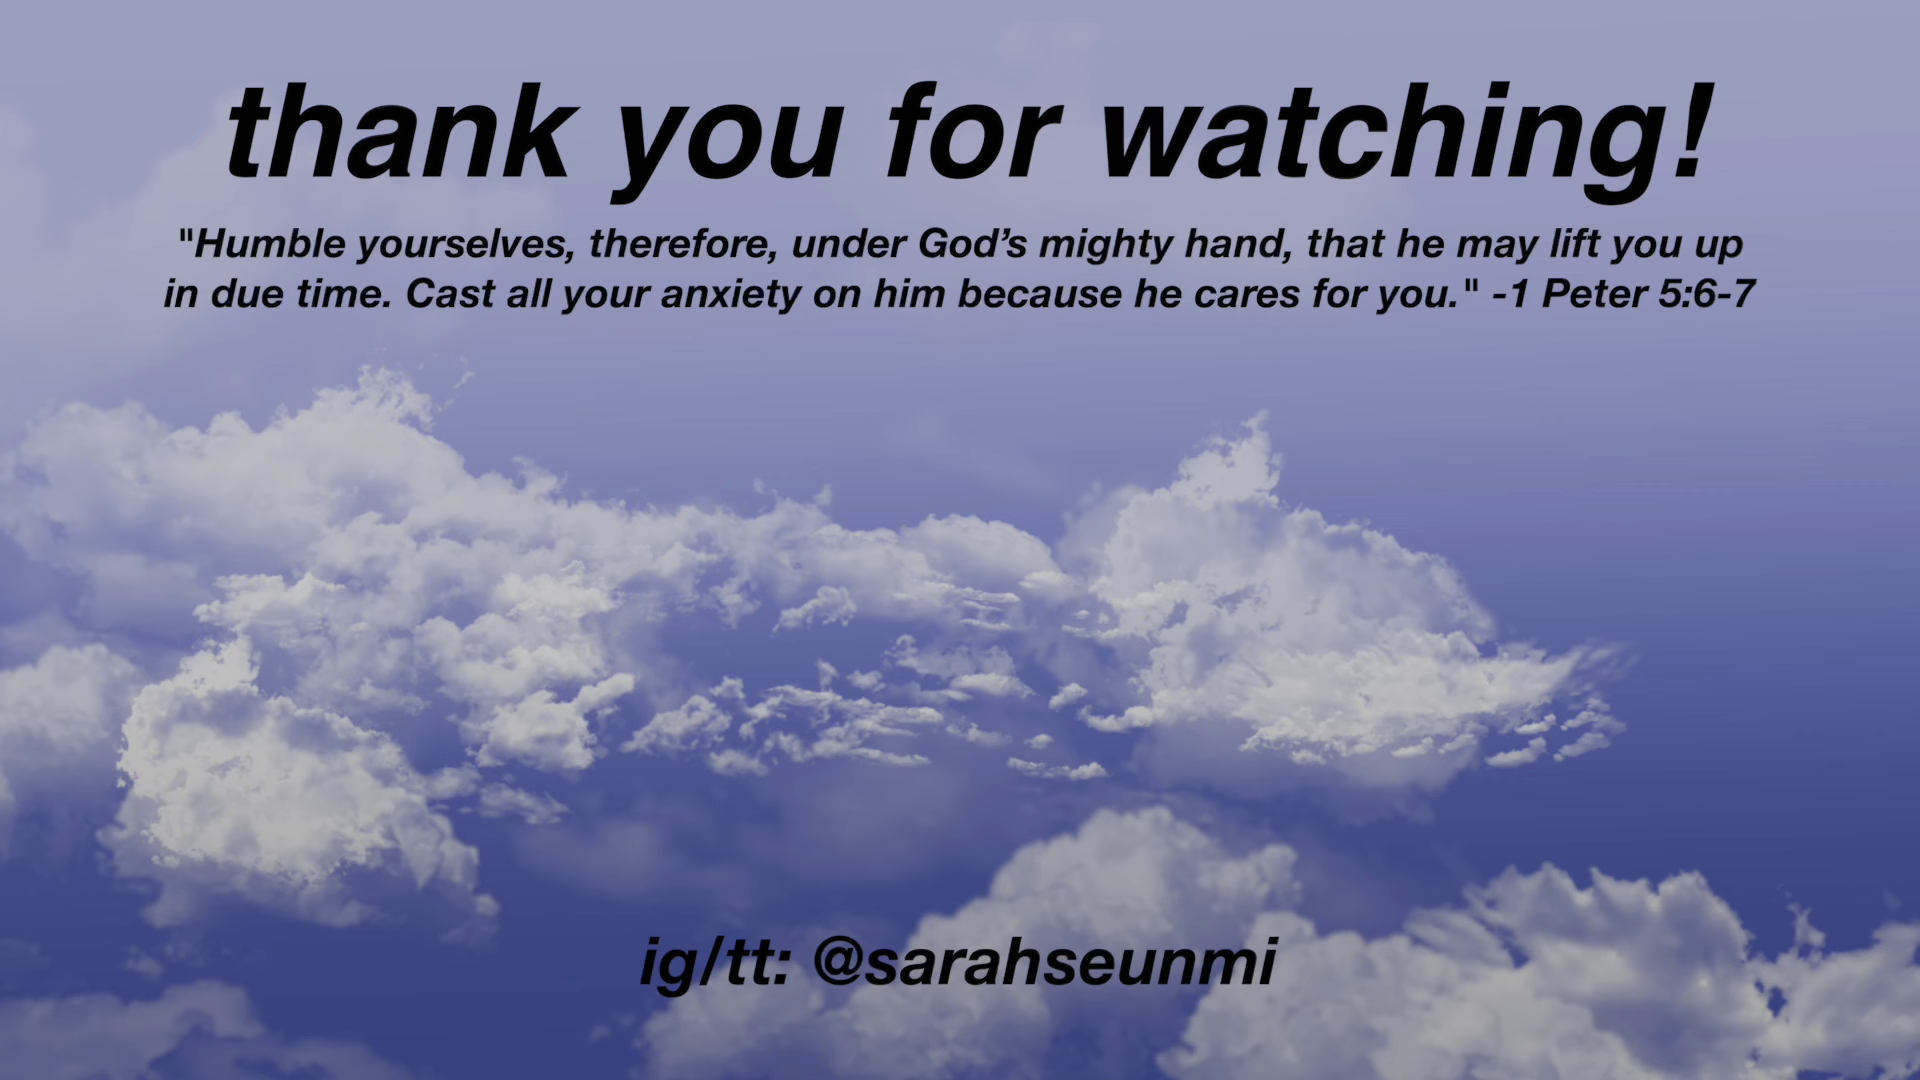 thank you for watching!
"Humble yourselves, therefore, under God’s mighty hand, that he may lift you up
in due time. Cast all your anxiety on him because he cares for you." -1 Peter 5:6-7
ig/tt: @sarahseunmi